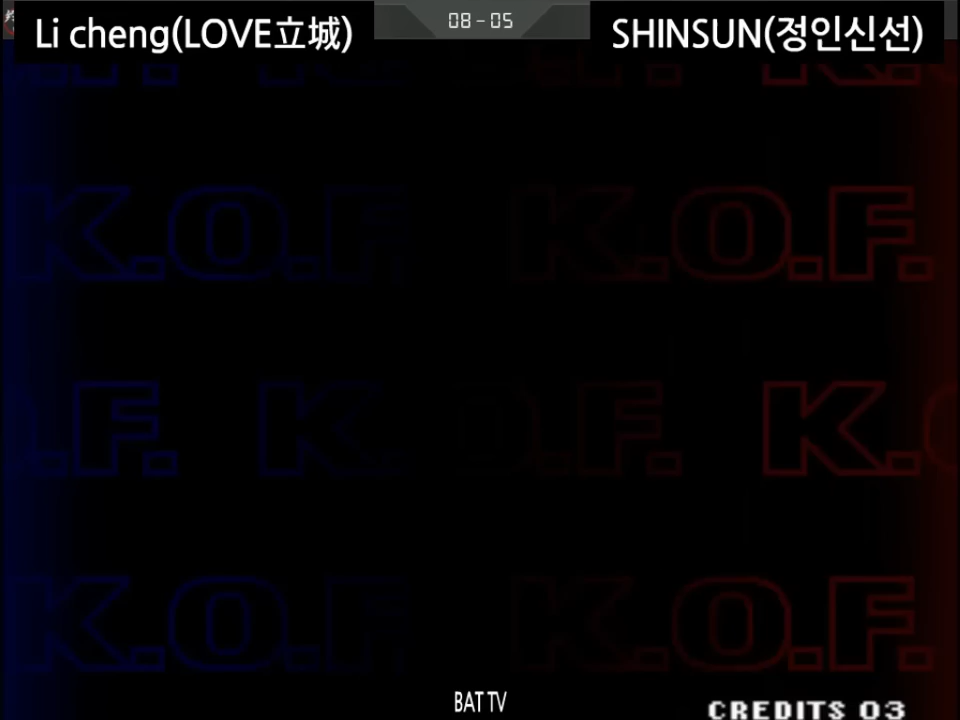 Li cheng(LOVE立城)
08-05
SHINSUN(정인신선)
K.O.F. K.O.F.
.F. K. O.F. K.O
K.O.F. K.O.F.
BAT TV
CREDITS 03